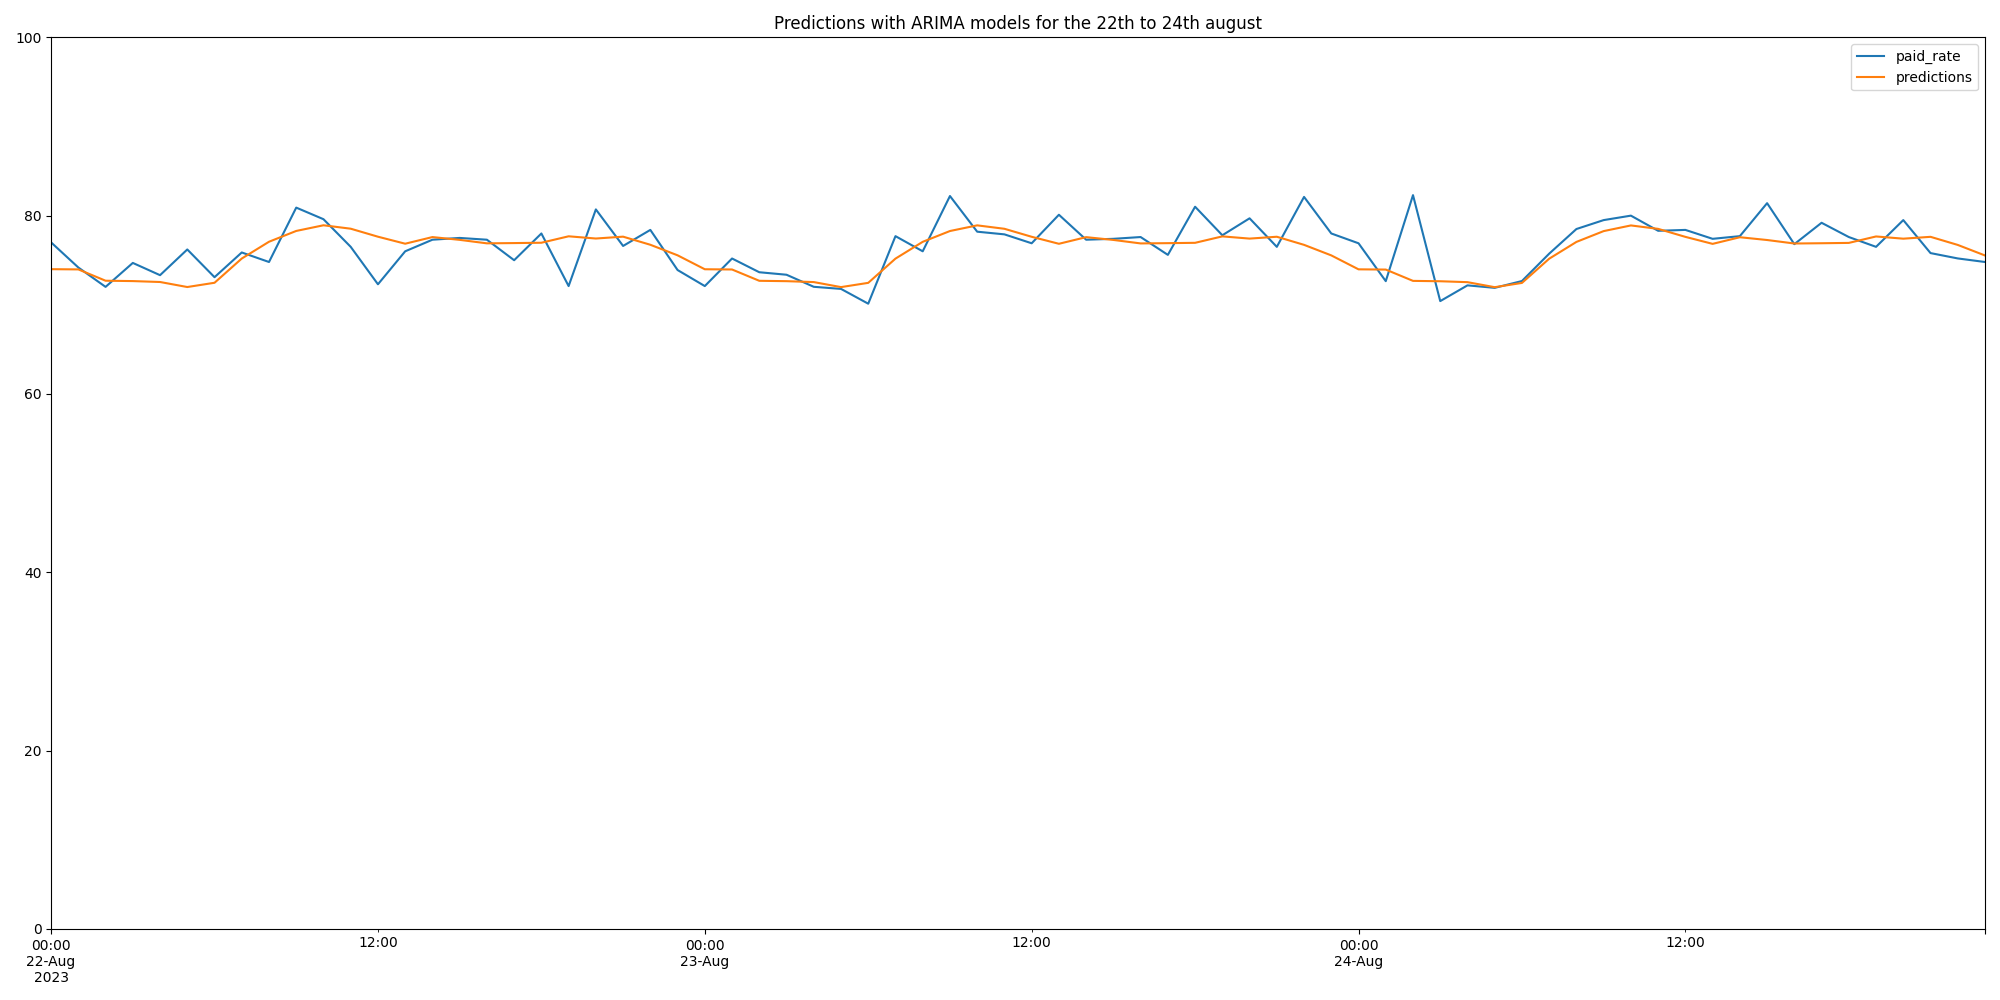 Predictions with ARIMA models for the 22th to 24th august
paid_rate
predictions
100
80
60
40
20
0
00:00
22-Aug
2023
12:00
00:00
23-Aug
12:00
00:00
24-Aug
12:00